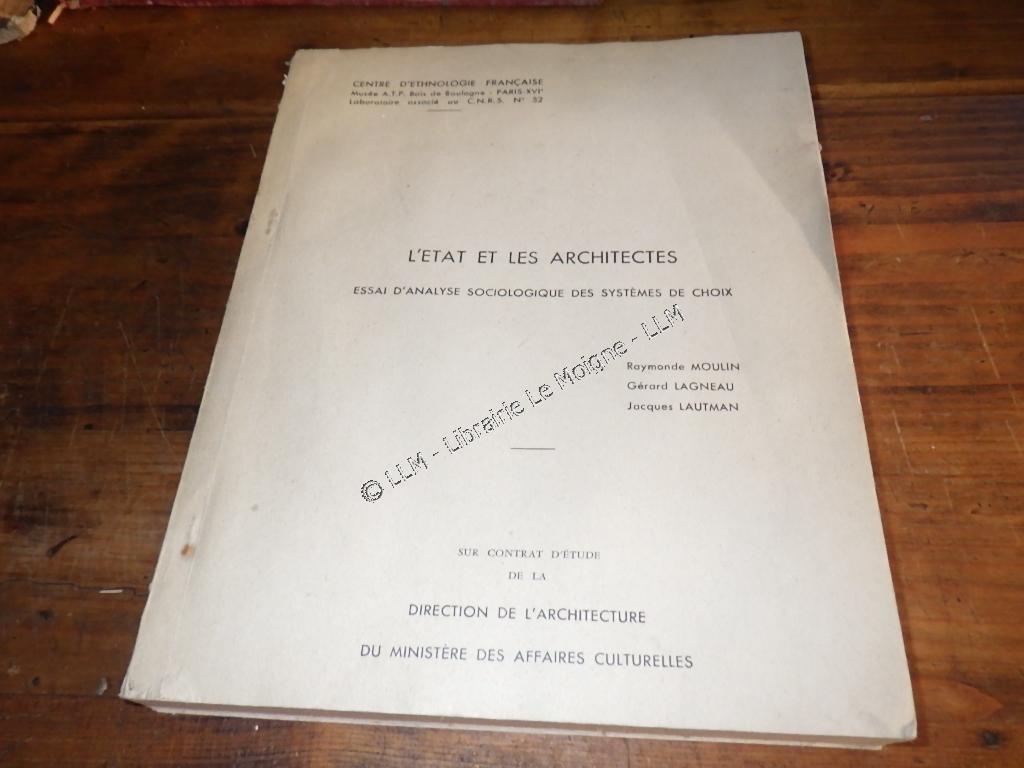 CENTRE D'ETHNOLOGIE FRANÇAISE
Musée A.T.P. Bois de Boulogne - PARIS-XVIe
Laboratoire associé au C.N.R.S. N° 52
L'ETAT ET LES ARCHITECTES
ESSAI D'ANALYSE SOCIOLOGIQUE DES SYSTÈMES DE CHOIX
Raymonde MOULIN
Gérard LAGNEAU
Jacques LAUTMAN
© LLM - Librairie Le Moigne - LLM
SUR CONTRAT D'ÉTUDE
DE LA
DIRECTION DE L'ARCHITECTURE
DU MINISTÈRE DES AFFAIRES CULTURELLES